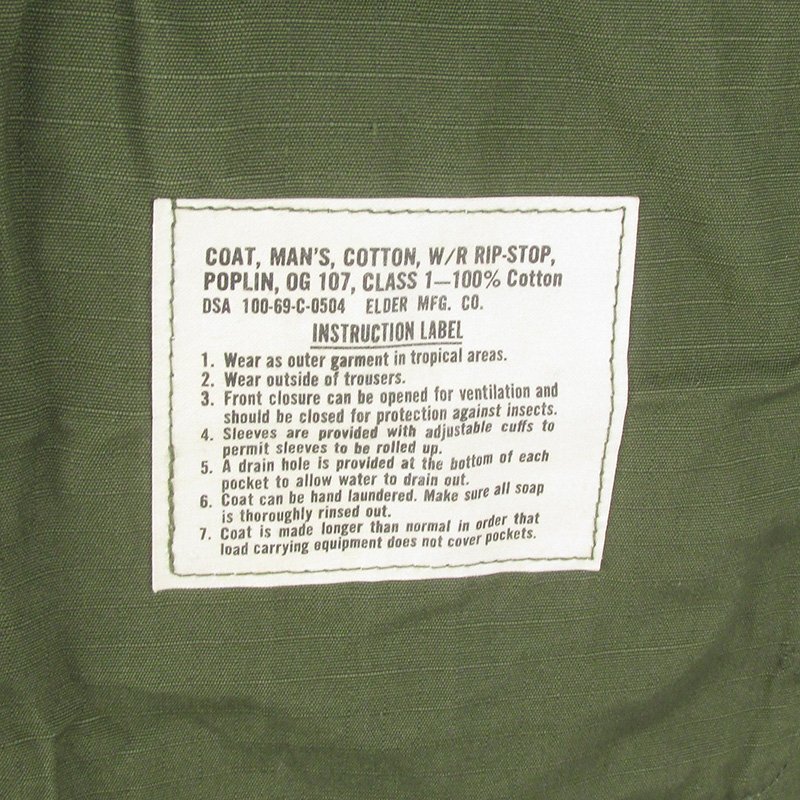 COAT, MAN'S, COTTON, W/R RIP-STOP,
POPLIN, OG 107, CLASS 1—100% Cotton
DSA 100-69-C-0504 ELDER MFG. CO.
INSTRUCTION LABEL
1. Wear as outer garment in tropical areas.
2. Wear outside of trousers.
3. Front closure can be opened for ventilation and
should be closed for protection against insects.
4. Sleeves are provided with adjustable cuffs to
permit sleeves to be rolled up.
5. A drain hole is provided at the bottom of each
pocket to allow water to drain out.
6. Coat can be hand laundered. Make sure all soap
is thoroughly rinsed out.
7. Coat is made longer than normal in order that
load carrying equipment does not cover pockets.